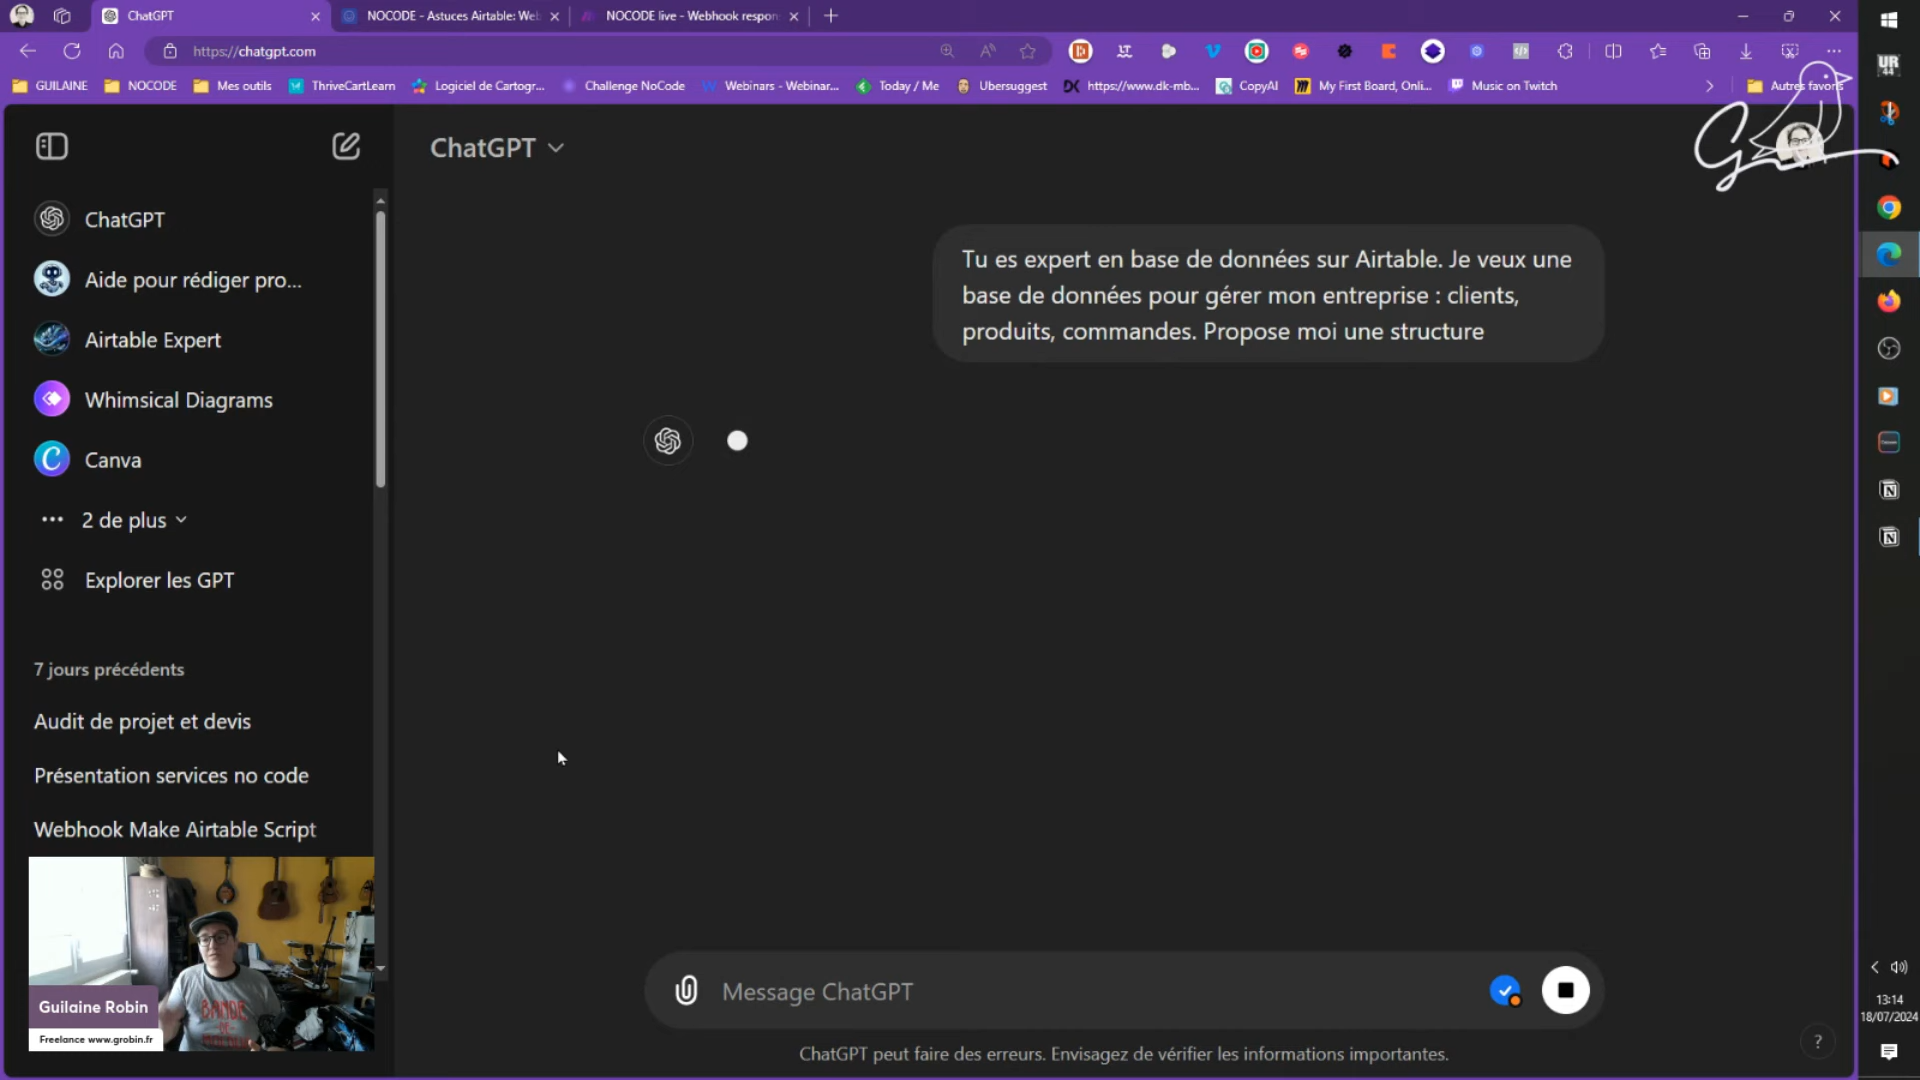 ChatGPT
NOCODE - Astuces Airtable: Wel
NOCODE live - Webhook respon
https://chatgpt.com
GUILAINE
NOCODE
Mes outils
ThriveCartLearn
Logiciel de Cartogr...
Challenge NoCode
Webinars - Webinar...
Today / Me
Ubersuggest
https://www.dk-mb...
CopyAI
My First Board, Onli...
Music on Twitch
Autres favoris
UR
44
ChatGPT
ChatGPT
Aide pour rédiger pro...
Airtable Expert
Whimsical Diagrams
Canva
2 de plus
Explorer les GPT
7 jours précédents
Audit de projet et devis
Présentation services no code
Webhook Make Airtable Script
Tu es expert en base de données sur Airtable. Je veux une
base de données pour gérer mon entreprise : clients,
produits, commandes. Propose moi une structure
Guilaine Robin
Freelance www.grobin.fr
Message ChatGPT
ChatGPT peut faire des erreurs. Envisagez de vérifier les informations importantes.
?
13:14
18/07/2024